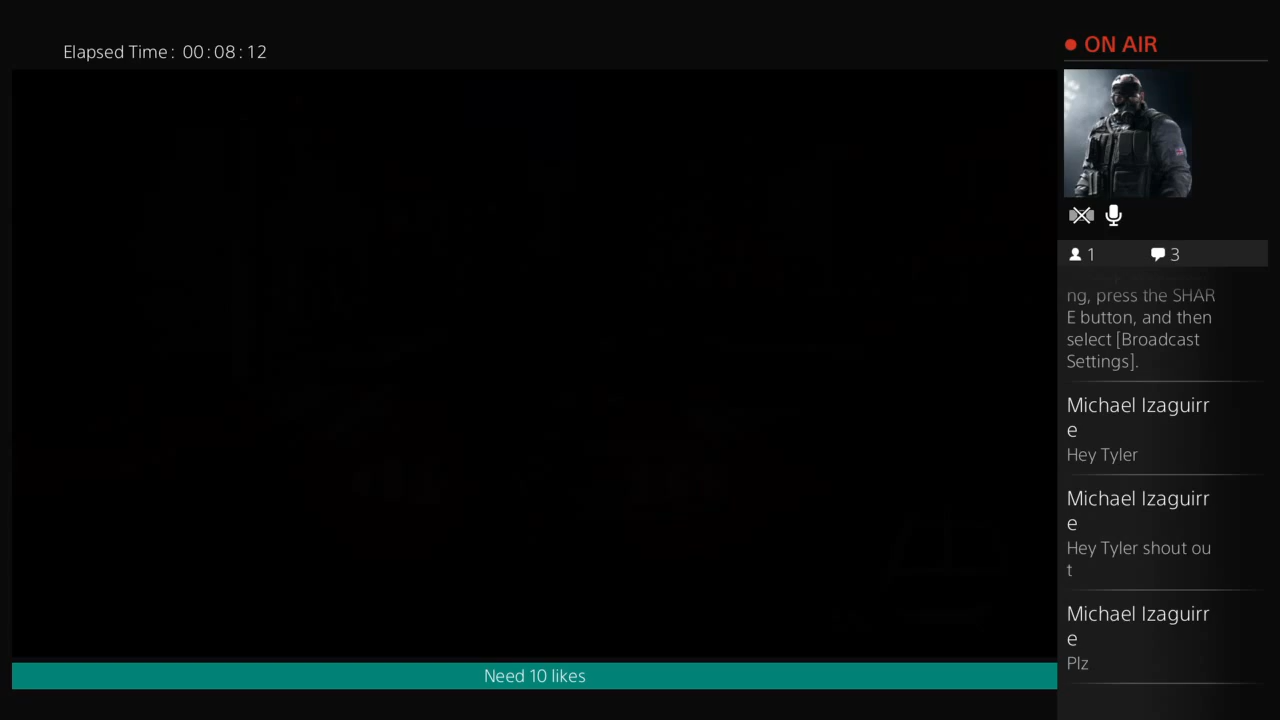 Elapsed Time: 00:08:12
ON AIR
1 3
ng, press the SHAR
E button, and then
select [Broadcast
Settings].
Michael Izaguirr
e
Hey Tyler
Michael Izaguirr
e
Hey Tyler shout ou
t
Michael Izaguirr
e
Plz
Need 10 likes